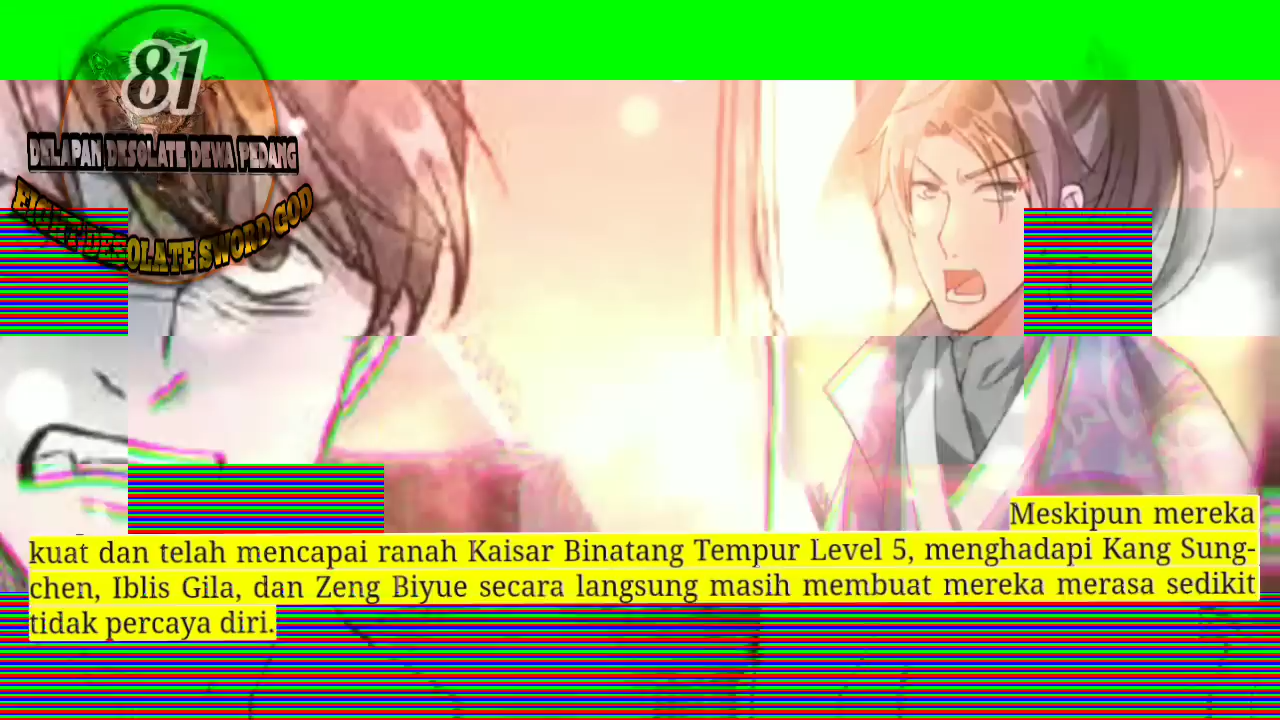 81
DELAPAN DESOLATE DEWA PEDANG
EIGHT DESOLATE SWORD GOD
Meskipun mereka
kuat dan telah mencapai ranah Kaisar Binatang Tempur Level 5, menghadapi Kang Sung-
chen, Iblis Gila, dan Zeng Biyue secara langsung masih membuat mereka merasa sedikit
tidak percaya diri.